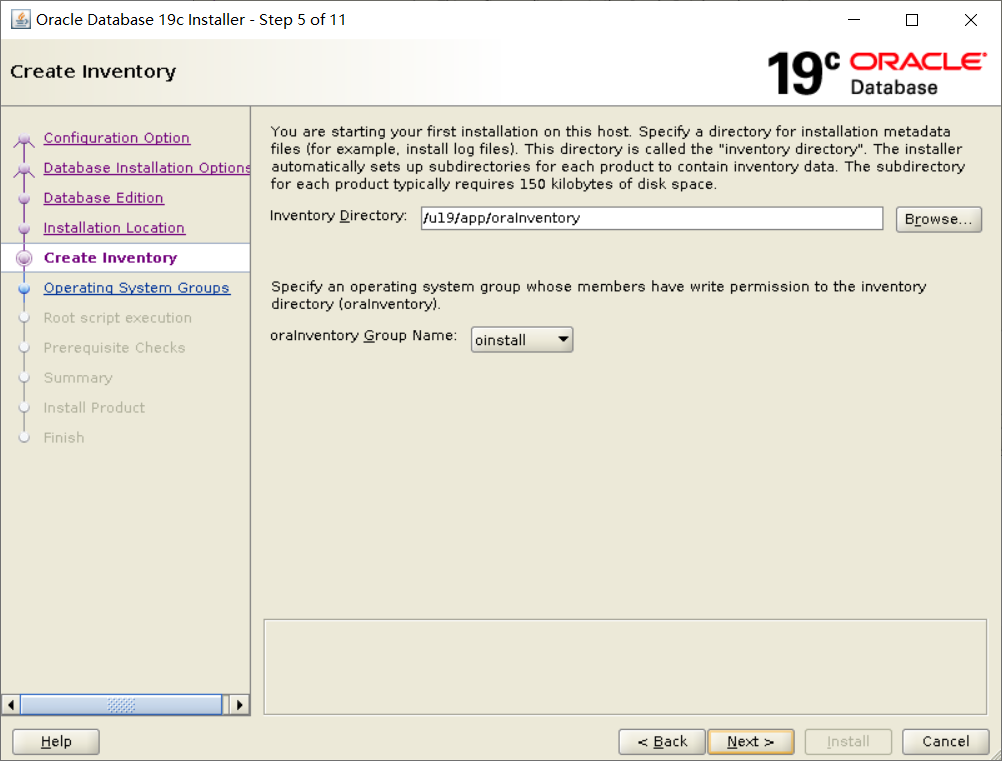 Oracle Database 19c Installer - Step 5 of 11
Create Inventory
19c ORACLE
Database
Configuration Option
Database Installation Options
Database Edition
Installation Location
Create Inventory
Operating System Groups
Root script execution
Prerequisite Checks
Summary
Install Product
Finish
You are starting your first installation on this host. Specify a directory for installation metadata
files (for example, install log files). This directory is called the "inventory directory". The installer
automatically sets up subdirectories for each product to contain inventory data. The subdirectory
for each product typically requires 150 kilobytes of disk space.
Inventory Directory: /u19/app/oraInventory Browse...
Specify an operating system group whose members have write permission to the inventory
directory (oraInventory).
oraInventory Group Name: oinstall
Help < Back Next > Install Cancel